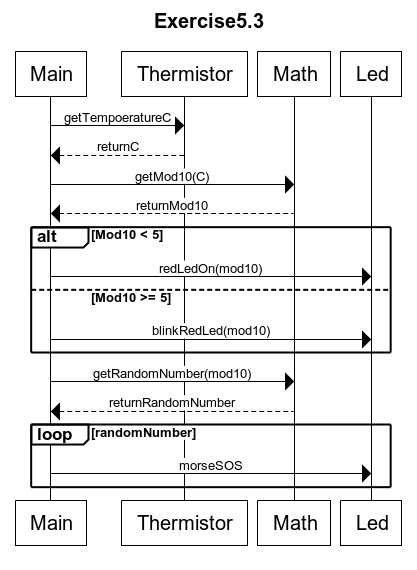 Exercise5.3
Main Thermistor Math Led
getTempoeratureC
returnC
getMod10(C)
returnMod10
alt [Mod10 < 5]
redLedOn(mod10)
[Mod10 >= 5]
blinkRedLed(mod10)
getRandomNumber(mod10)
returnRandomNumber
loop [randomNumber]
morseSOS
Main Thermistor Math Led